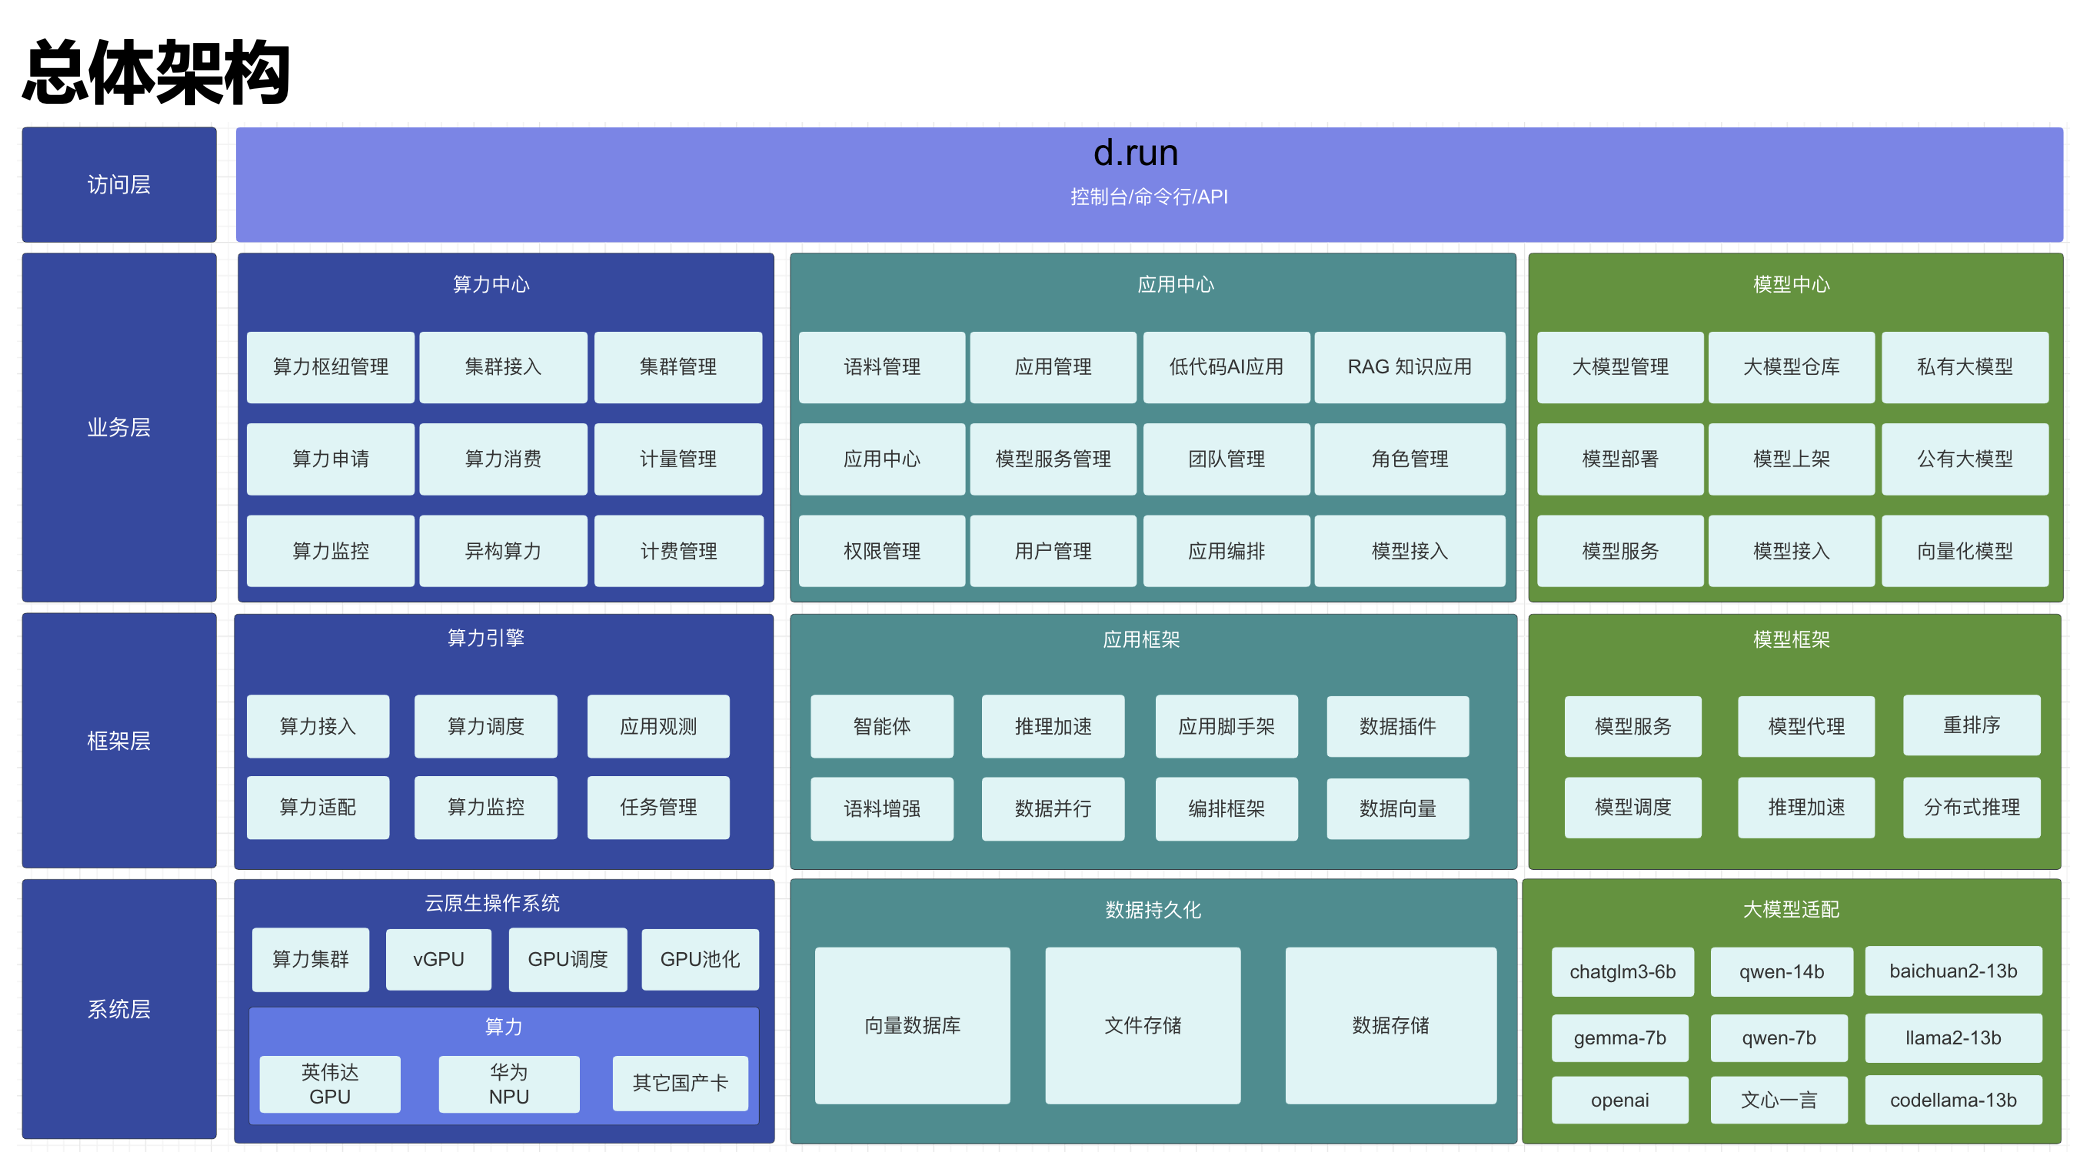 总体架构
访问层
d.run
控制台/命令行/API
业务层
算力中心
算力枢纽管理
集群接入
集群管理
算力申请
算力消费
计量管理
算力监控
异构算力
计费管理
应用中心
语料管理
应用管理
低代码AI应用
RAG 知识应用
应用中心
模型服务管理
团队管理
角色管理
权限管理
用户管理
应用编排
模型接入
模型中心
大模型管理
大模型仓库
私有大模型
模型部署
模型上架
公有大模型
模型服务
模型接入
向量化模型
框架层
算力引擎
算力接入
算力调度
应用观测
算力适配
算力监控
任务管理
应用框架
智能体
推理加速
应用脚手架
数据插件
语料增强
数据并行
编排框架
数据向量
模型框架
模型服务
模型代理
重排序
模型调度
推理加速
分布式推理
系统层
云原生操作系统
算力集群
vGPU
GPU调度
GPU池化
算力
英伟达
GPU
华为
NPU
其它国产卡
数据持久化
向量数据库
文件存储
数据存储
大模型适配
chatglm3-6b
qwen-14b
baichuan2-13b
gemma-7b
qwen-7b
llama2-13b
openai
文心一言
codellama-13b